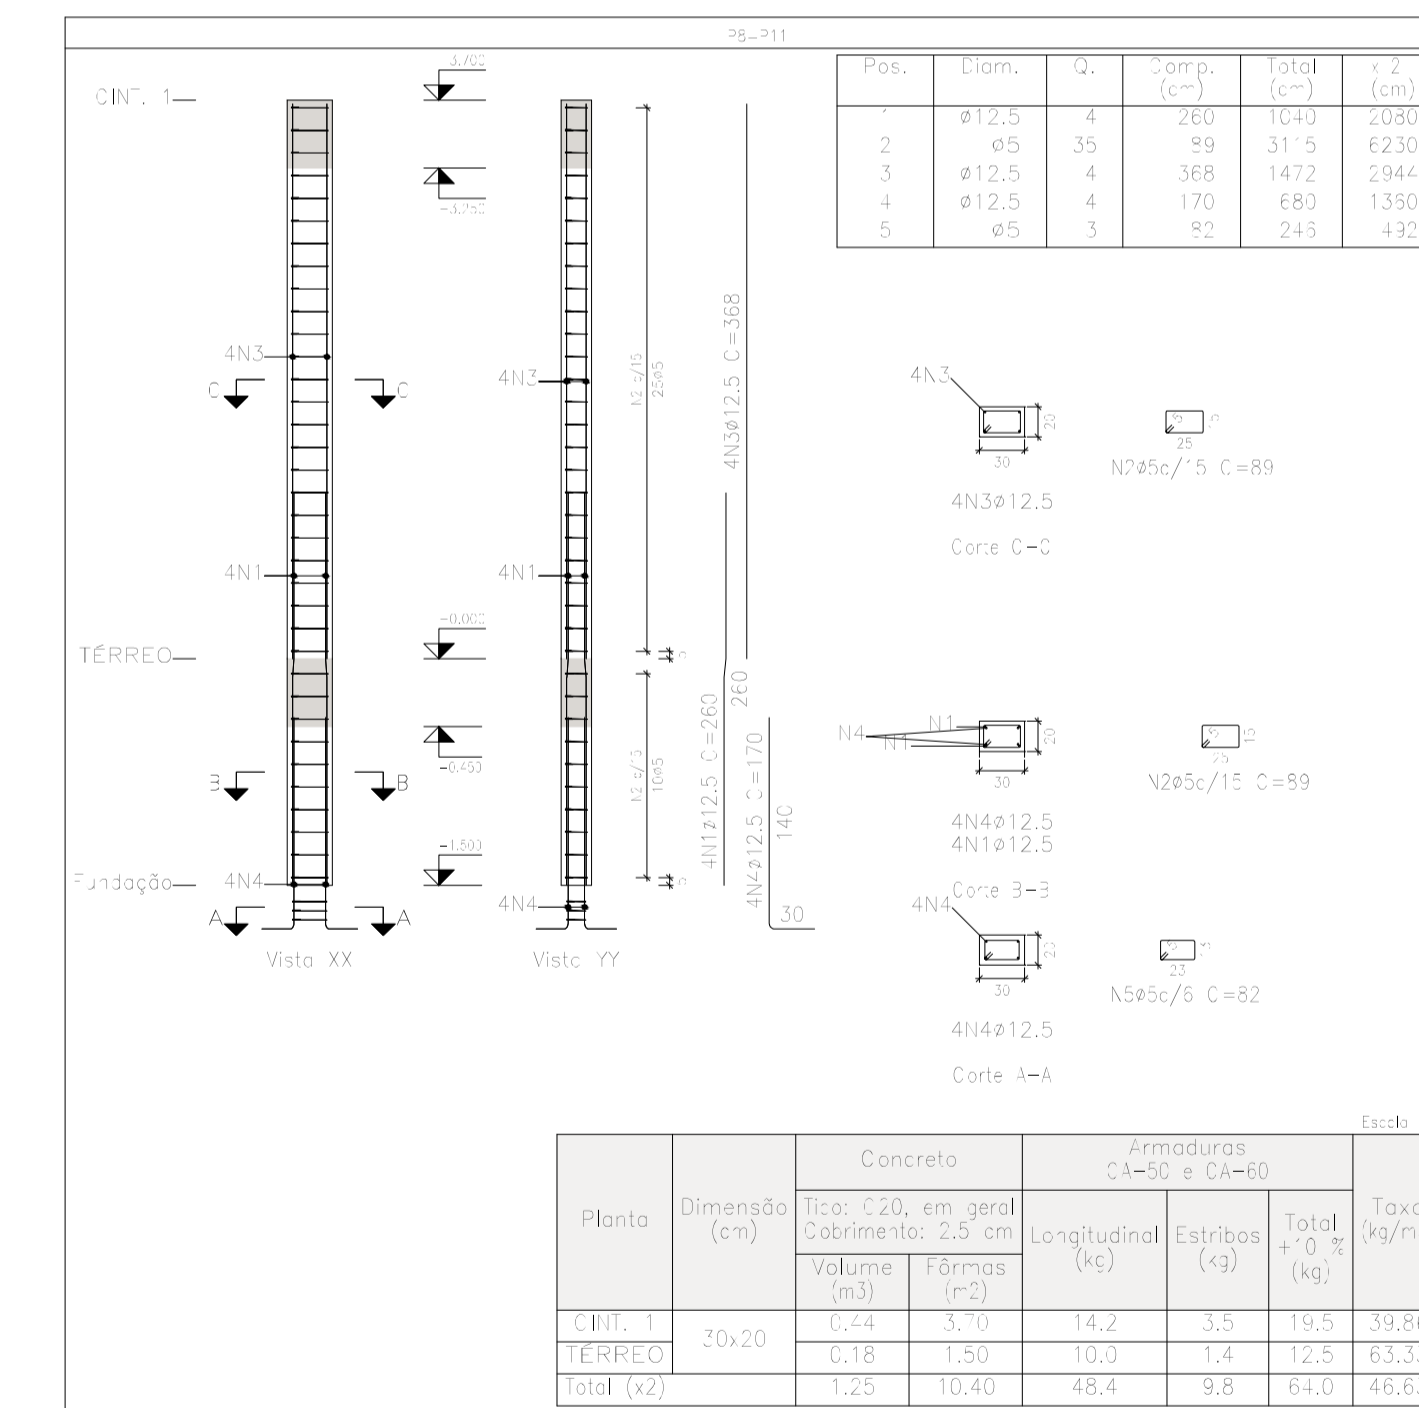 P8-P11
Pos. Diam. Q. Comp. (cm) Total (cm) x 2 (cm)
1 ø12.5 4 260 1040 2080
2 ø5 35 89 3115 6230
3 ø12.5 4 368 1472 2944
4 ø12.5 4 170 680 1360
5 ø5 3 82 246 492
CINT. 1
3.700
4N3
C C
4N1
TÉRREO
-0.000
-0.450
B B
-1.500
Fundação
4N4
A A
Vista XX
4N3
4N1
4N4
Vista YY
N2 c/15
25ø5
5
N2 c/15
10ø5
5
4N3ø12.5 C=368
4N1ø12.5 C=260
260
4N4ø12.5 C=170
140
30
4N3
20
30
4N3ø12.5
Corte C-C
5
15
25
N2ø5c/15 C=89
N4
N1
N1
20
30
4N4ø12.5
4N1ø12.5
Corte B-B
5
15
25
N2ø5c/15 C=89
4N4
20
30
4N4ø12.5
Corte A-A
5
23
N5ø5c/6 C=82
Escala
Planta
Dimensão (cm)
Concreto
Tipo: C20, em geral
Cobrimento: 2.5 cm
Volume (m3)
Fôrmas (m2)
Armaduras
CA-50 e CA-60
Longitudinal (kg)
Estribos (kg)
Total +10 % (kg)
CINT. 1 30x20 0.44 3.70 14.2 3.5 19.5
TÉRREO 0.18 1.50 10.0 1.4 12.5
Total (x2) 1.25 10.40 48.4 9.8 64.0